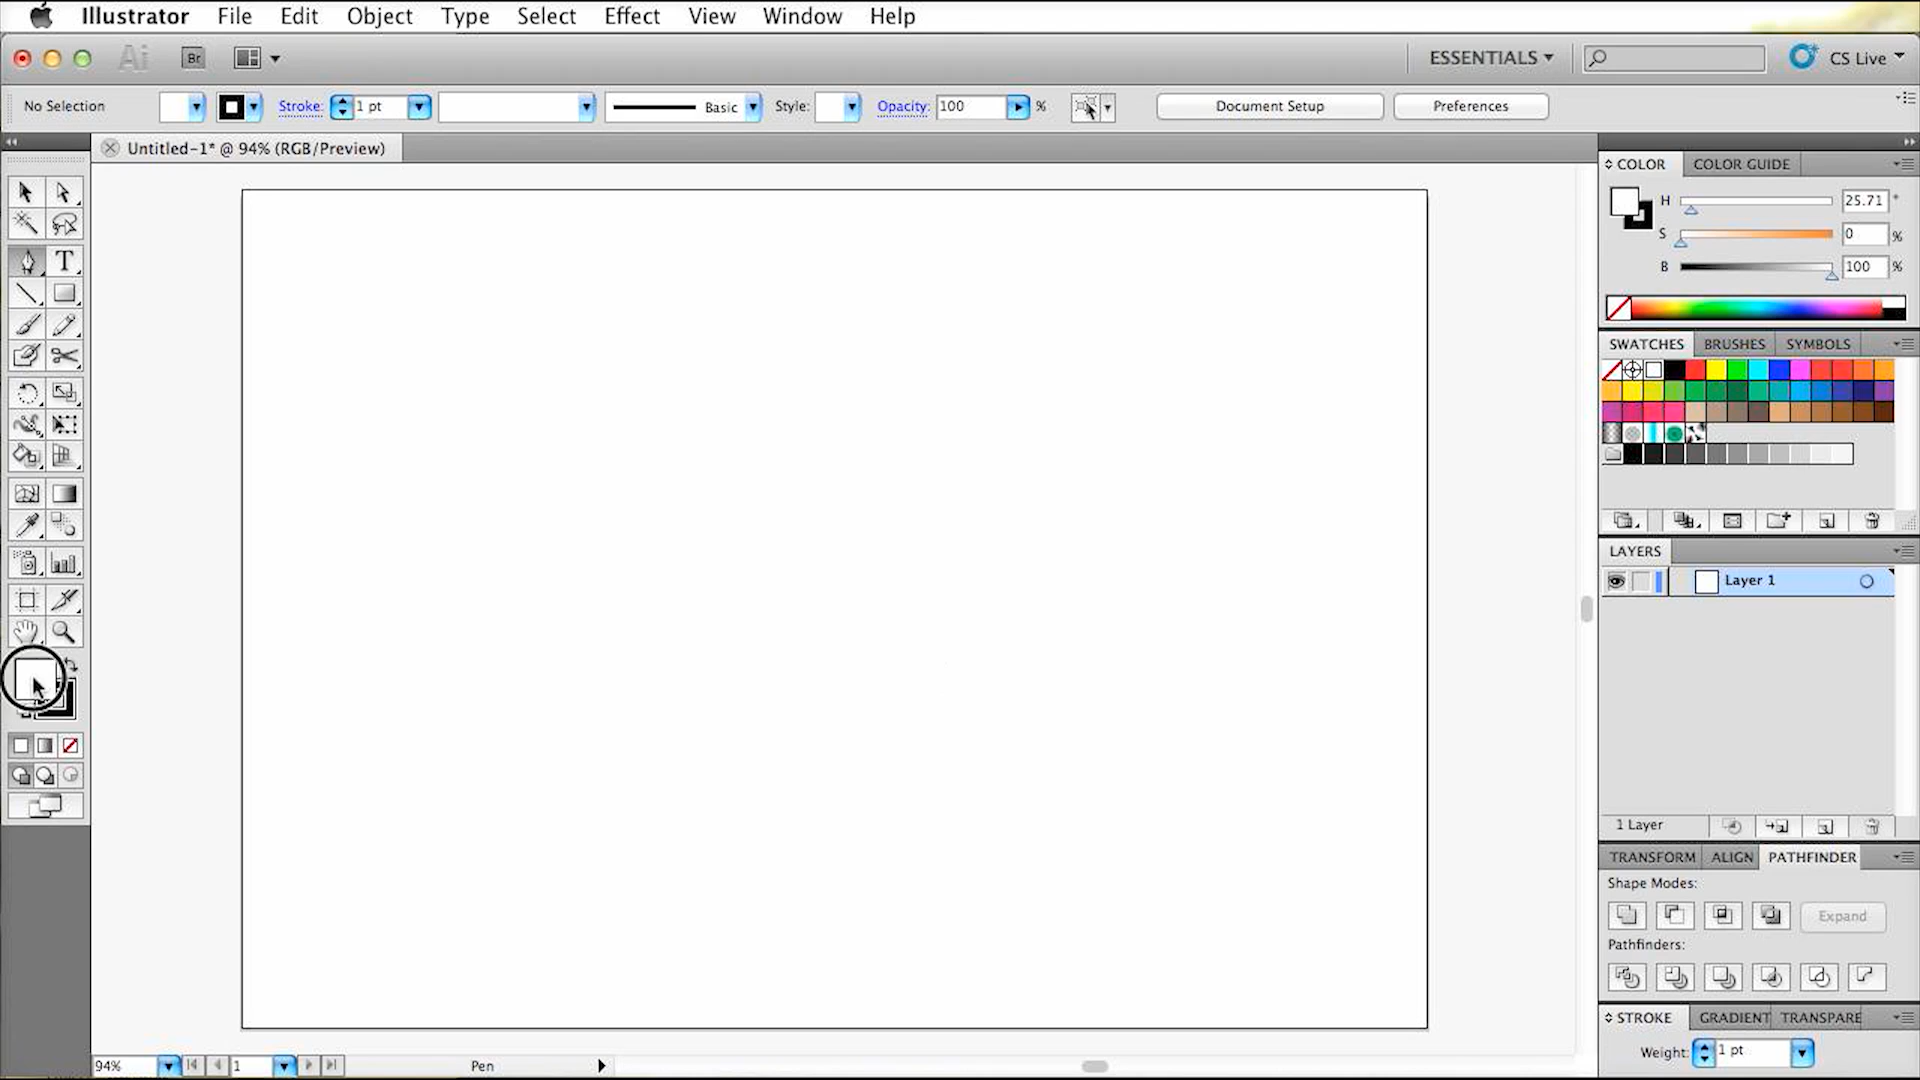 Illustrator File Edit Object Type Select Effect View Window Help
Ai Br ESSENTIALS CS Live
No Selection Stroke: 1 pt Basic Style: Opacity: 100 % Document Setup Preferences
Untitled-1* @ 94% (RGB/Preview)
COLOR COLOR GUIDE
H 25.71 °
S 0 %
B 100 %
T
SWATCHES BRUSHES SYMBOLS
LAYERS
Layer 1
1 Layer
TRANSFORM ALIGN PATHFINDER
Shape Modes:
Expand
Pathfinders:
STROKE GRADIENT TRANSPARE
Weight: 1 pt
94% 1 Pen